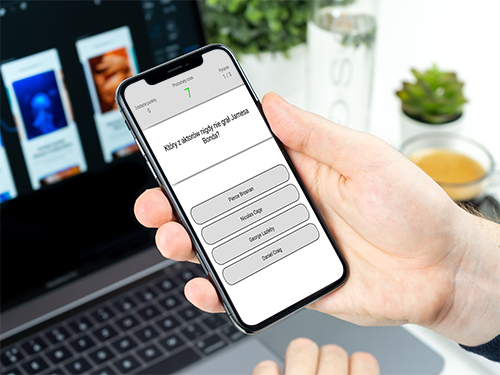 Zdobyte punkty
0
Pozostały czas
7
Pytanie
1 / 3
Który z aktorów nigdy nie grał Jamesa
Bonda?
Pierce Brosnan
Nicolas Cage
George Lazenby
Daniel Craig